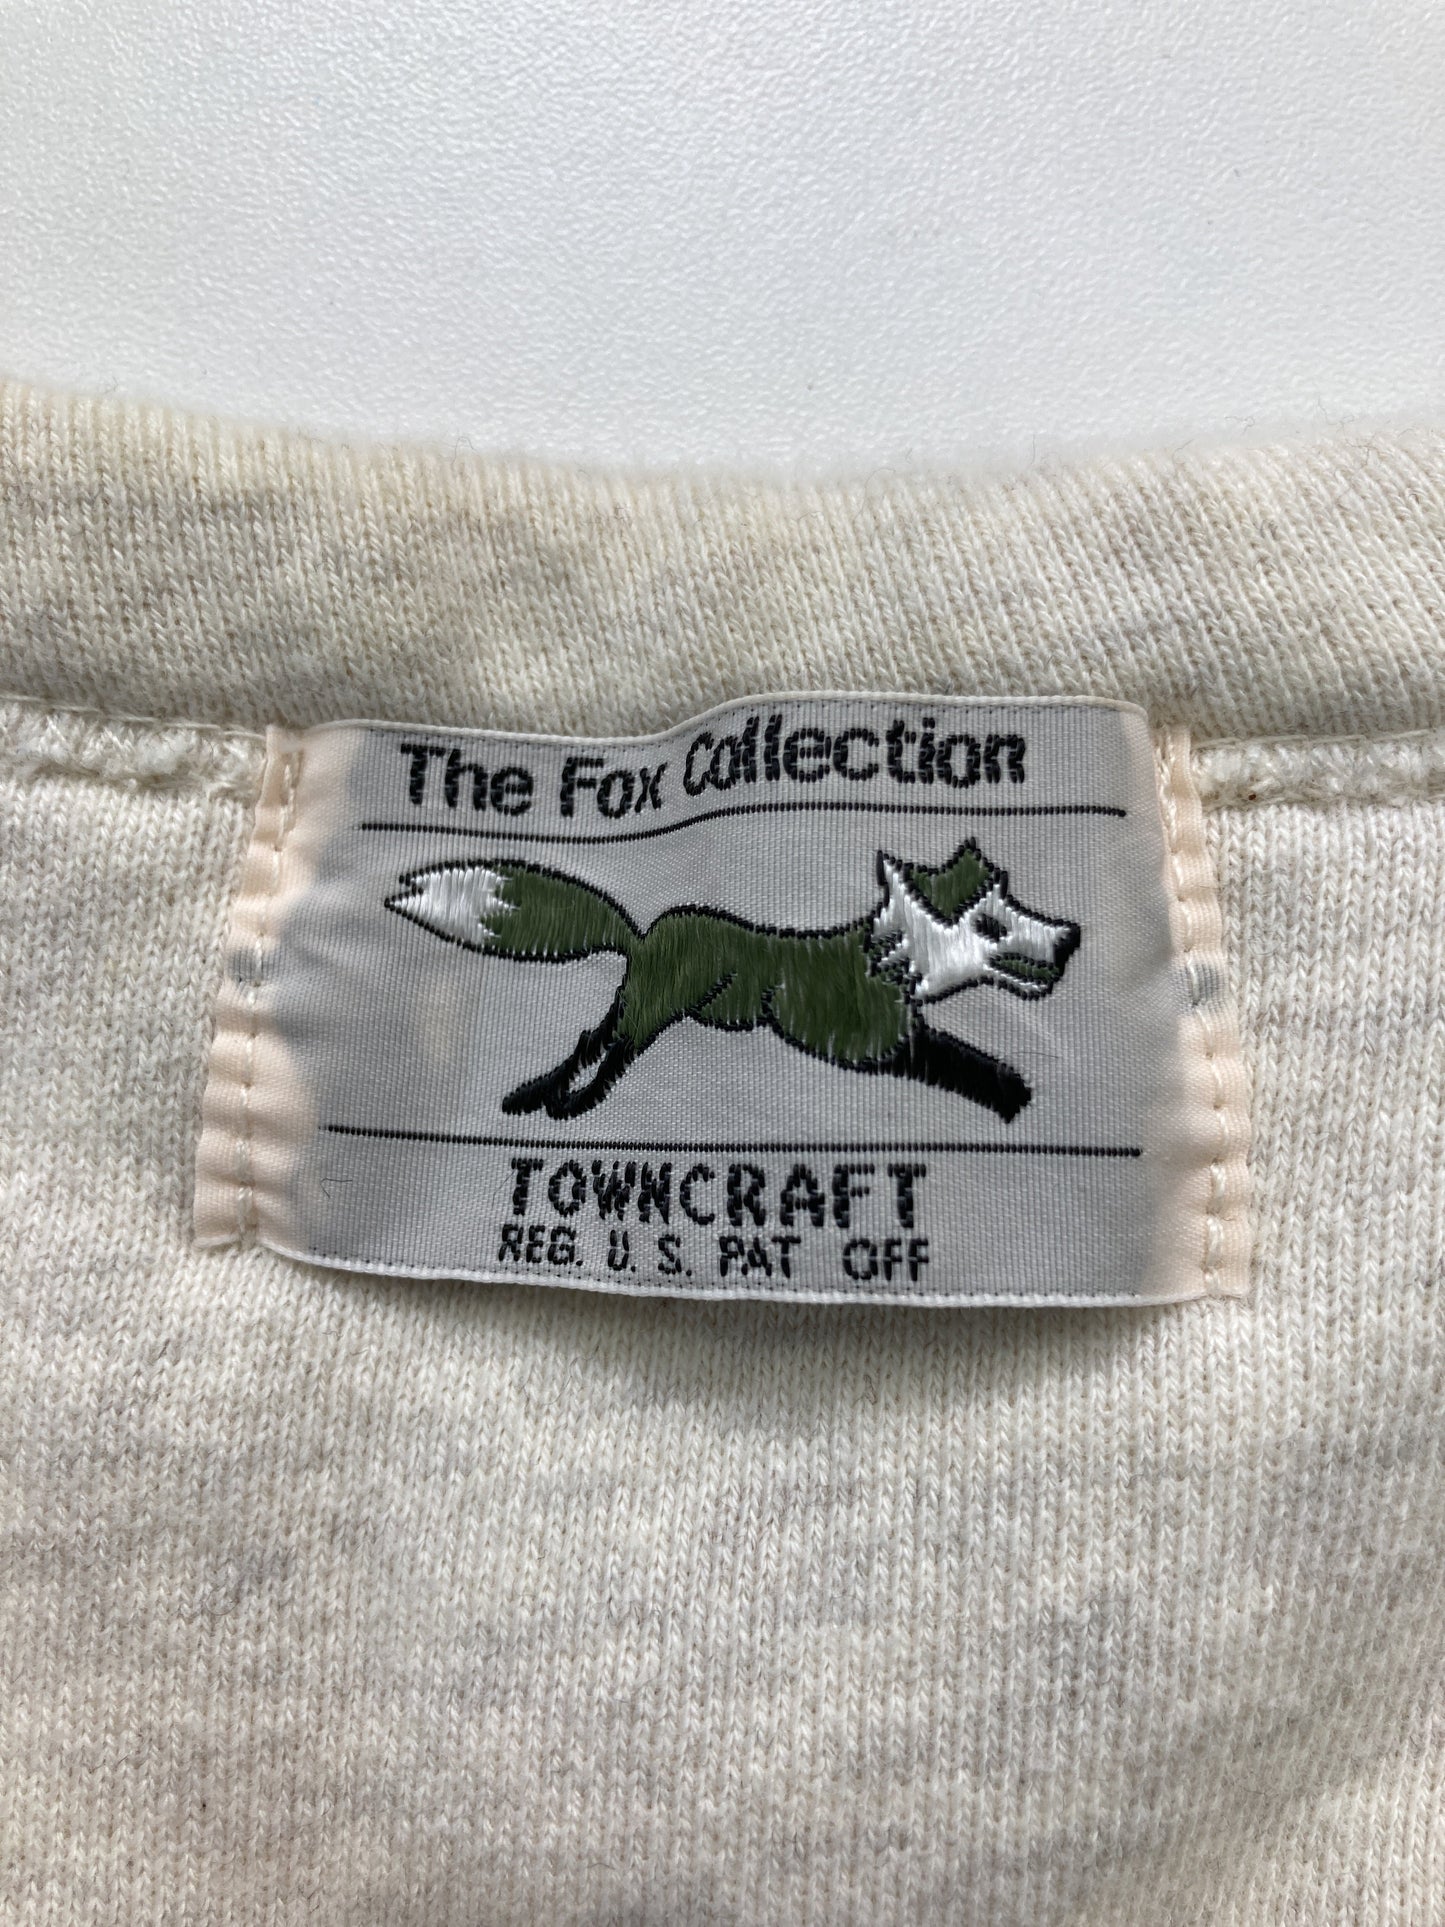 The Fox Collection
TOWNCRAFT
REG. U. S. PAT OFF